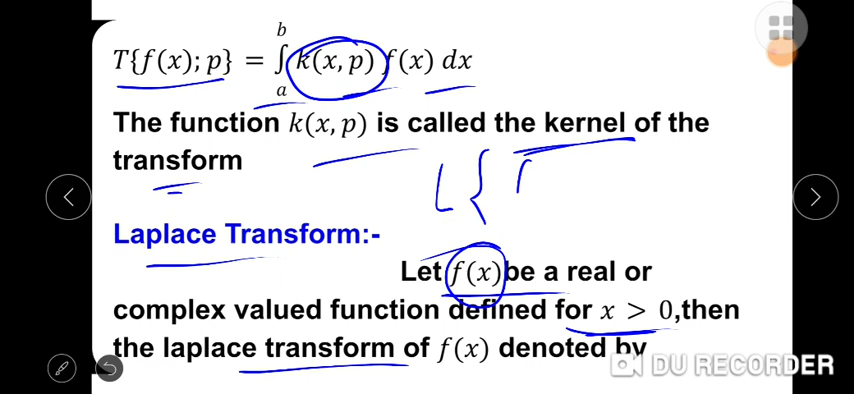 T{f(x); p} = ∫ₐᵇ k(x, p) f(x) dx
The function k(x, p) is called the kernel of the
transform
L {
Laplace Transform:-
Let f(x) be a real or
complex valued function defined for x > 0,then
the laplace transform of f(x) denoted by
DU RECORDER